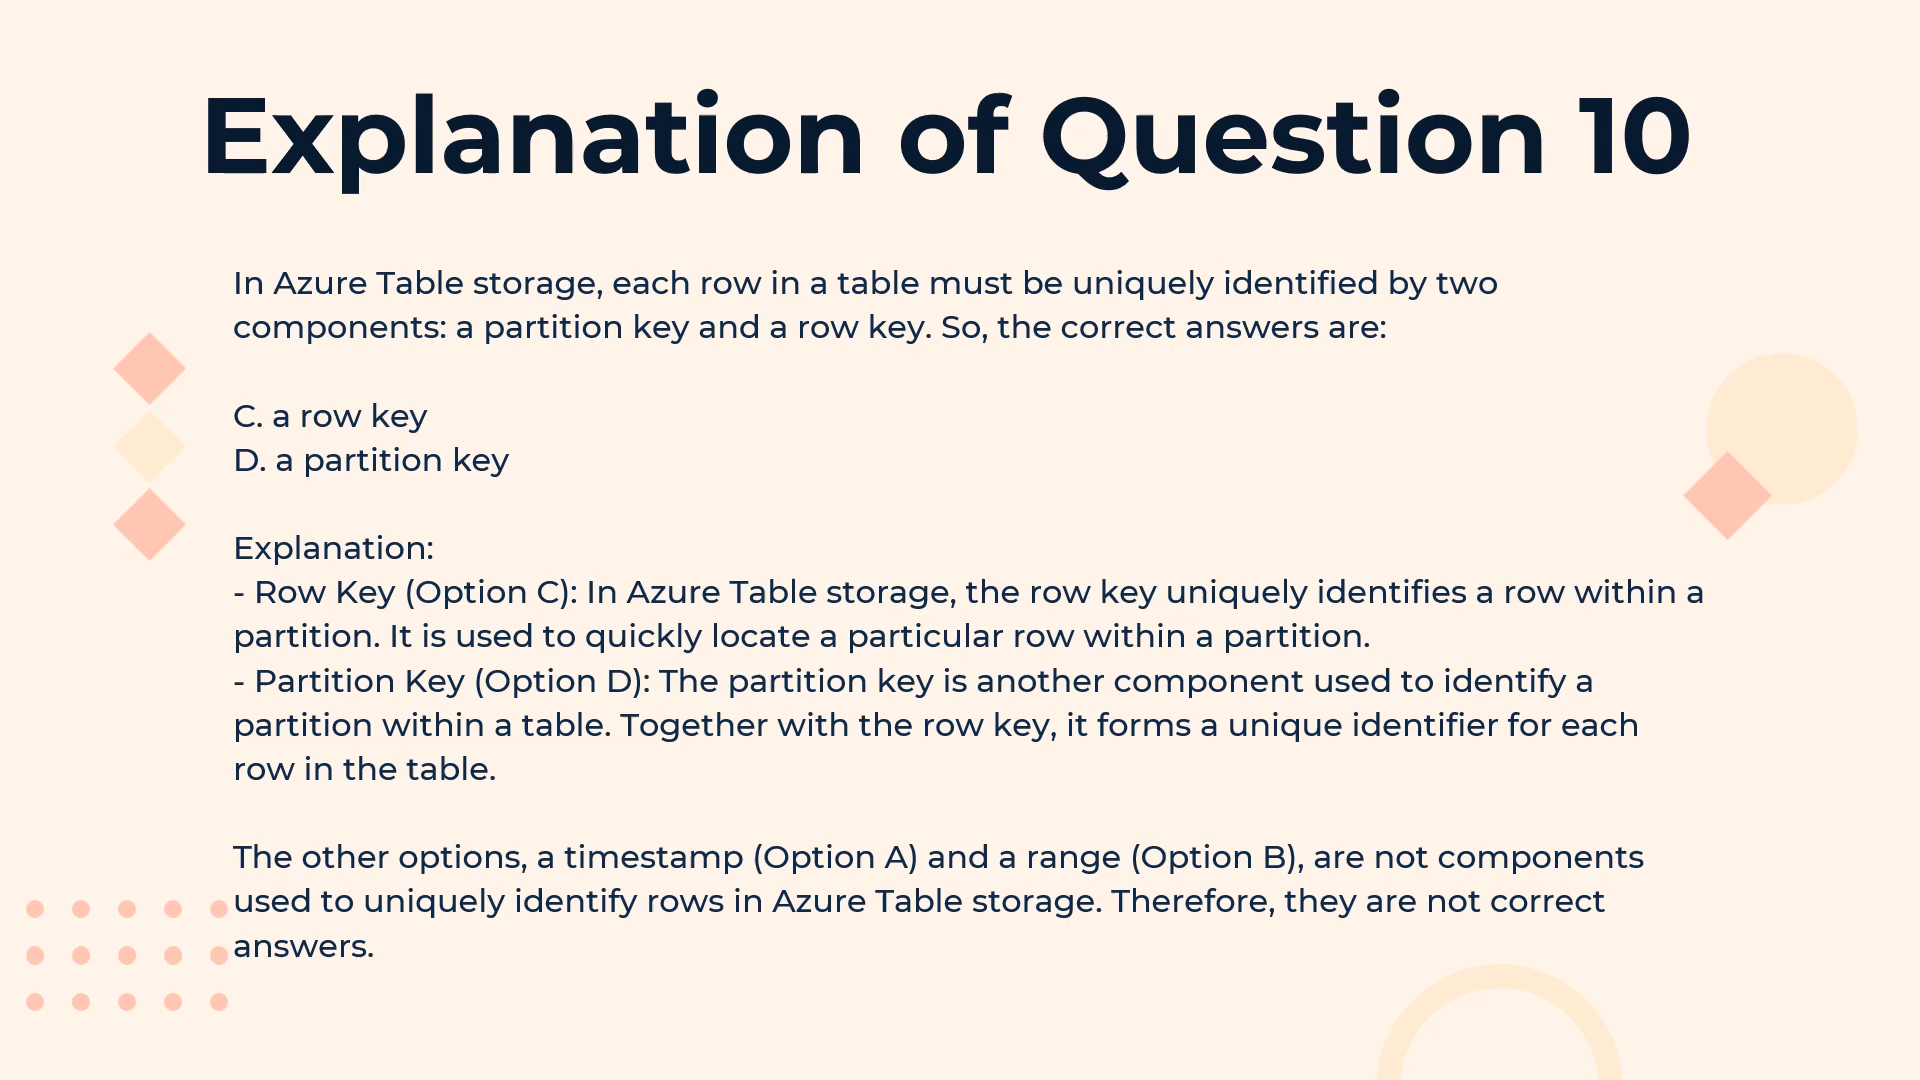 Explanation of Question 10
In Azure Table storage, each row in a table must be uniquely identified by two
components: a partition key and a row key. So, the correct answers are:
C. a row key
D. a partition key
Explanation:
- Row Key (Option C): In Azure Table storage, the row key uniquely identifies a row within a
partition. It is used to quickly locate a particular row within a partition.
- Partition Key (Option D): The partition key is another component used to identify a
partition within a table. Together with the row key, it forms a unique identifier for each
row in the table.
The other options, a timestamp (Option A) and a range (Option B), are not components
used to uniquely identify rows in Azure Table storage. Therefore, they are not correct
answers.